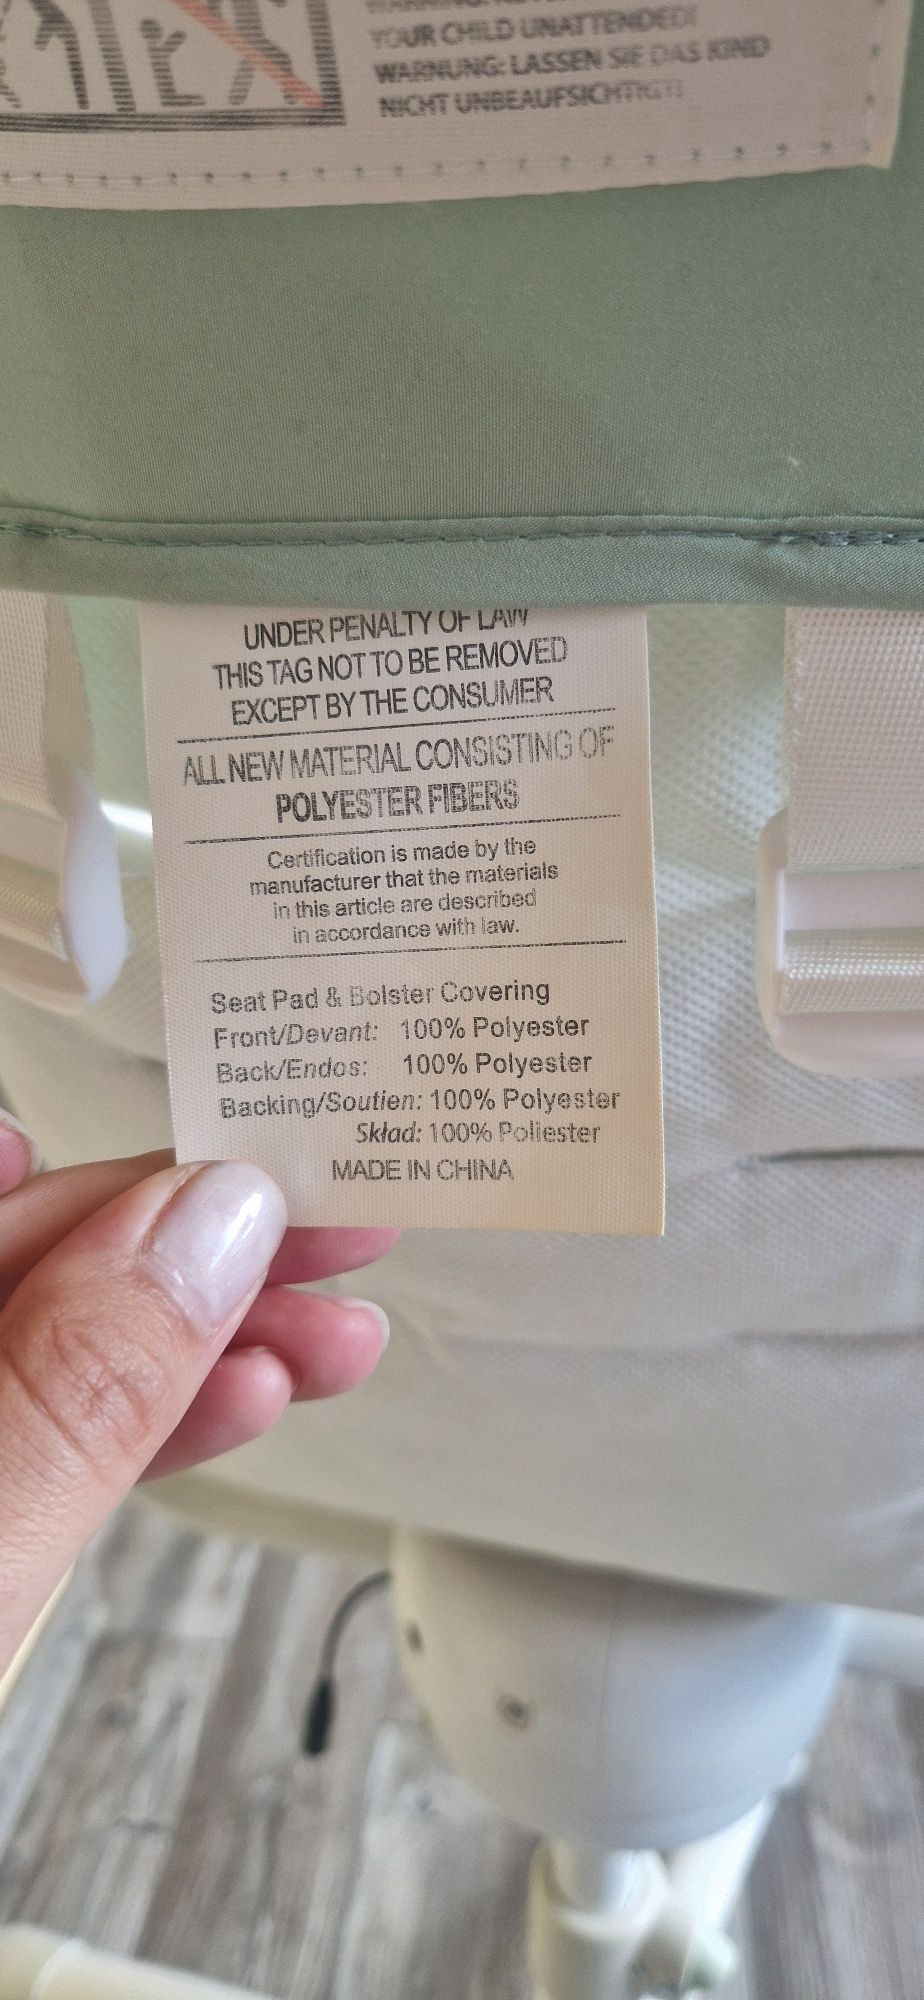 YOUR CHILD UNATTENDED!
WARNUNG: LASSEN SIE DAS KIND
NICHT UNBEAUFSICHTIGT!
UNDER PENALTY OF LAW
THIS TAG NOT TO BE REMOVED
EXCEPT BY THE CONSUMER
ALL NEW MATERIAL CONSISTING OF
POLYESTER FIBERS
Certification is made by the
manufacturer that the materials
in this article are described
in accordance with law.
Seat Pad & Bolster Covering
Front/Devant: 100% Polyester
Back/Endos: 100% Polyester
Backing/Soutien: 100% Polyester
Skład: 100% Poliester
MADE IN CHINA